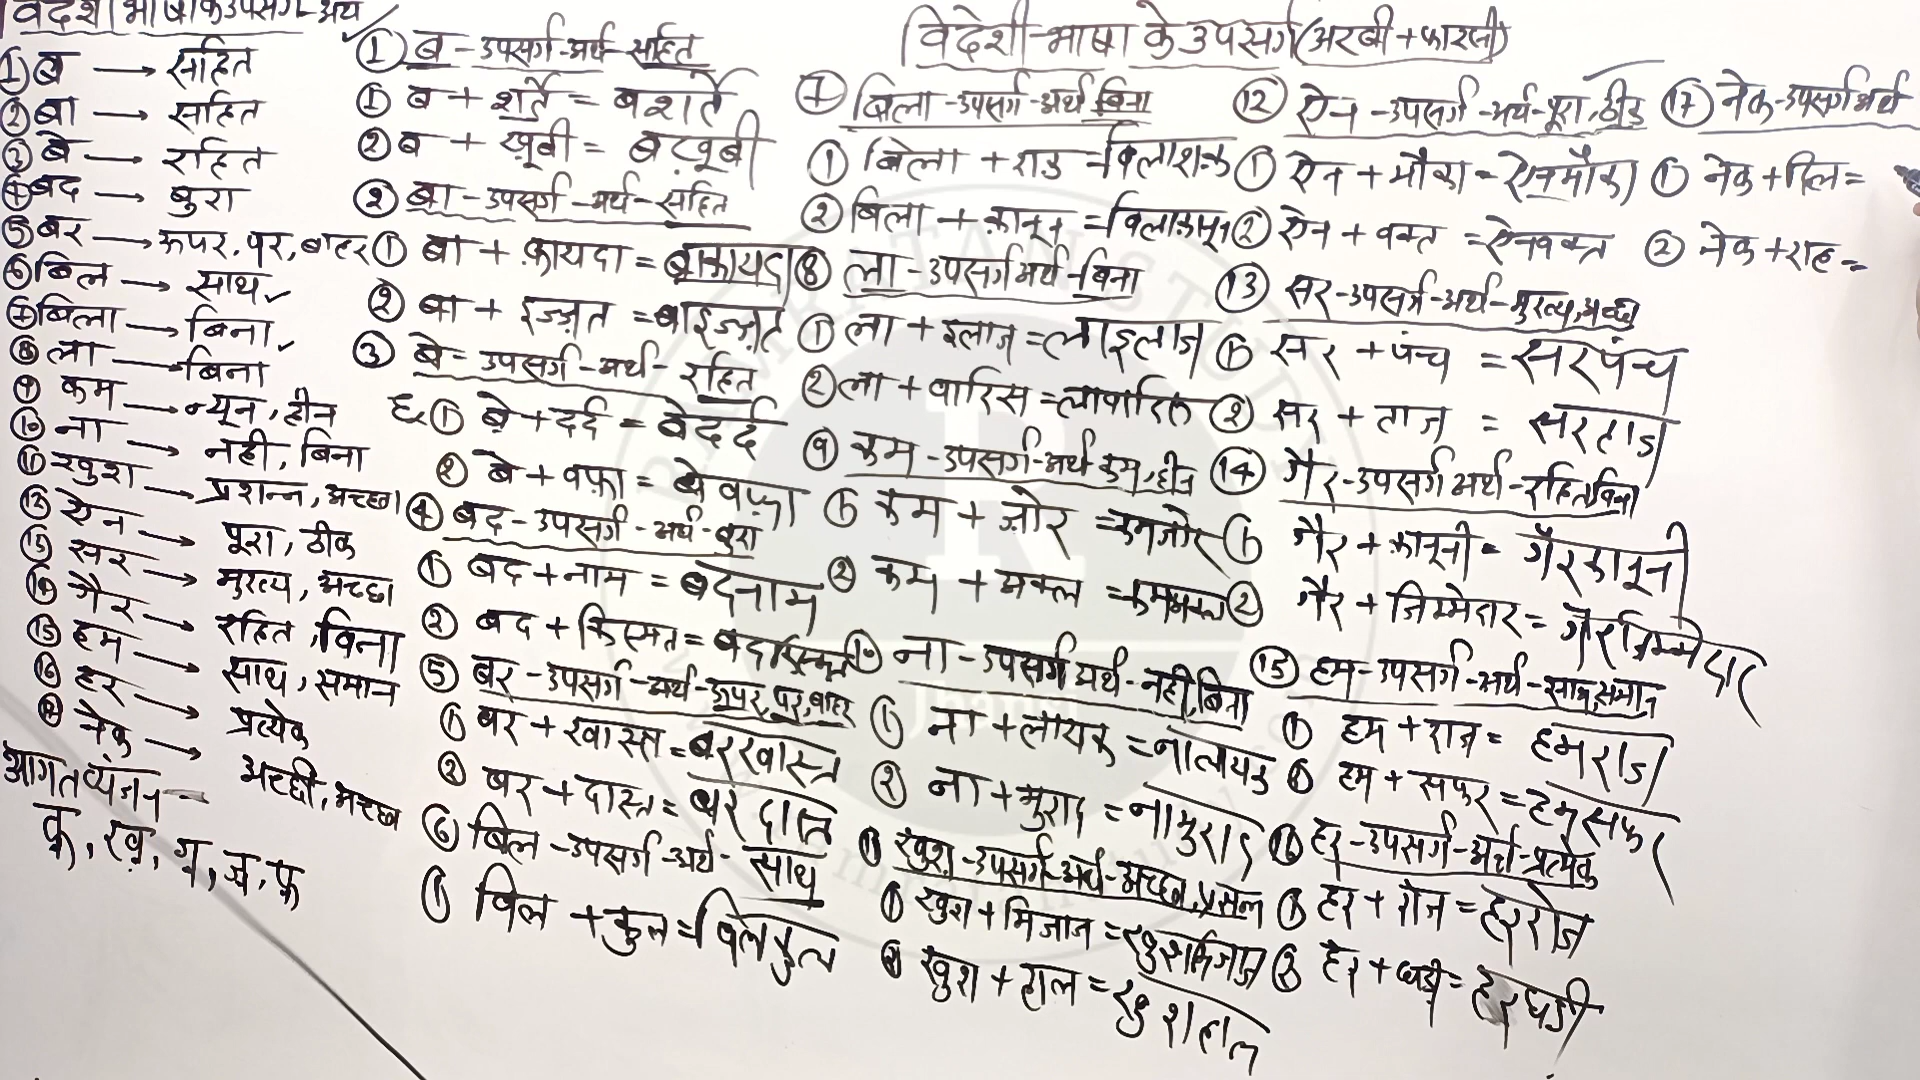 विदेशी भाषा के उपसर्ग-अर्थ
① ब → सहित
② बा → सहित
③ बे → रहित
④ बद → बुरा
⑤ बर → ऊपर, पर, बाहर
⑥ बिल → साथ
⑦ बिला → बिना
⑧ ला → बिना
⑨ कम → न्यून, हीन
⑩ ना → नही, बिना
⑪ खुश → प्रशन्न, अच्छा
⑫ ऐन → पूरा, ठीक
⑬ सर → मुख्य, अच्छा
⑭ गैर → रहित, बिना
⑮ हम → साथ, समान
⑯ हर → प्रत्येक
⑰ नेक → अच्छी, अच्छा
आगत व्यंजन-
क़, ख़, ग़, ज़, फ़
① ब - उपसर्ग-अर्थ-सहित
① ब + शर्ते = बशर्ते
② ब + ख़ूबी = बख़ूबी
② बा - उपसर्ग - अर्थ - सहित
① बा + क़ायदा = बाक़ायदा
② बा + इज्ज़त = बाइज्ज़त
③ बे - उपसर्ग - अर्थ - रहित
① बे + दर्द = बेदर्द
② बे + वफ़ा = बेवफ़ा
④ बद - उपसर्ग - अर्थ - बुरा
① बद + नाम = बदनाम
② बद + किस्मत = बदकिस्मत
⑤ बर - उपसर्ग - अर्थ - ऊपर, पर, बाहर
① बर + खास्त = बरखास्त
② बर + दास्त = बरदास्त
⑥ बिल - उपसर्ग - अर्थ - साथ
① बिल + कुल = बिलकुल
विदेशी-भाषा के उपसर्ग (अरबी + फारसी)
⑦ बिला - उपसर्ग - अर्थ बिना
① बिला + शक = बिलाशक
② बिला + क़ानून = बिलाक़ानून
⑧ ला - उपसर्ग अर्थ - बिना
① ला + इलाज = लाइलाज
② ला + वारिस = लावारिस
⑨ कम - उपसर्ग - अर्थ कम, हीन
① कम + ज़ोर = कमजोर
② कम + अक्ल = कमअक्ल
⑩ ना - उपसर्ग अर्थ - नही, बिना
① ना + लायक = नालायक
② ना + मुराद = नामुराद
⑪ खुश - उपसर्ग - अर्थ - अच्छा, प्रसन्न
① खुश + मिजाज = खुशमिजाज
② खुश + हाल = खुशहाल
⑫ ऐन - उपसर्ग - अर्थ - पूरा, ठीक
① ऐन + मौका = ऐनमौका
② ऐन + वक्त = ऐनवक्त
⑬ सर - उपसर्ग - अर्थ - मुख्य, अच्छा
① सर + पंच = सरपंच
② सर + ताज = सरताज
⑭ गैर - उपसर्ग अर्थ - रहित, बिना
① गैर + क़ानूनी = गैरकानूनी
② गैर + जिम्मेदार = गैरजिम्मेदार
⑮ हम - उपसर्ग - अर्थ - साथ, समान
① हम + राज = हमराज
② हम + सफर = हमसफर
⑯ हर - उपसर्ग - अर्थ - प्रत्येक
① हर + रोज = हररोज
② हर + घड़ी = हरघड़ी
⑰ नेक - उपसर्ग अर्थ
① नेक + दिल =
② नेक + राह =